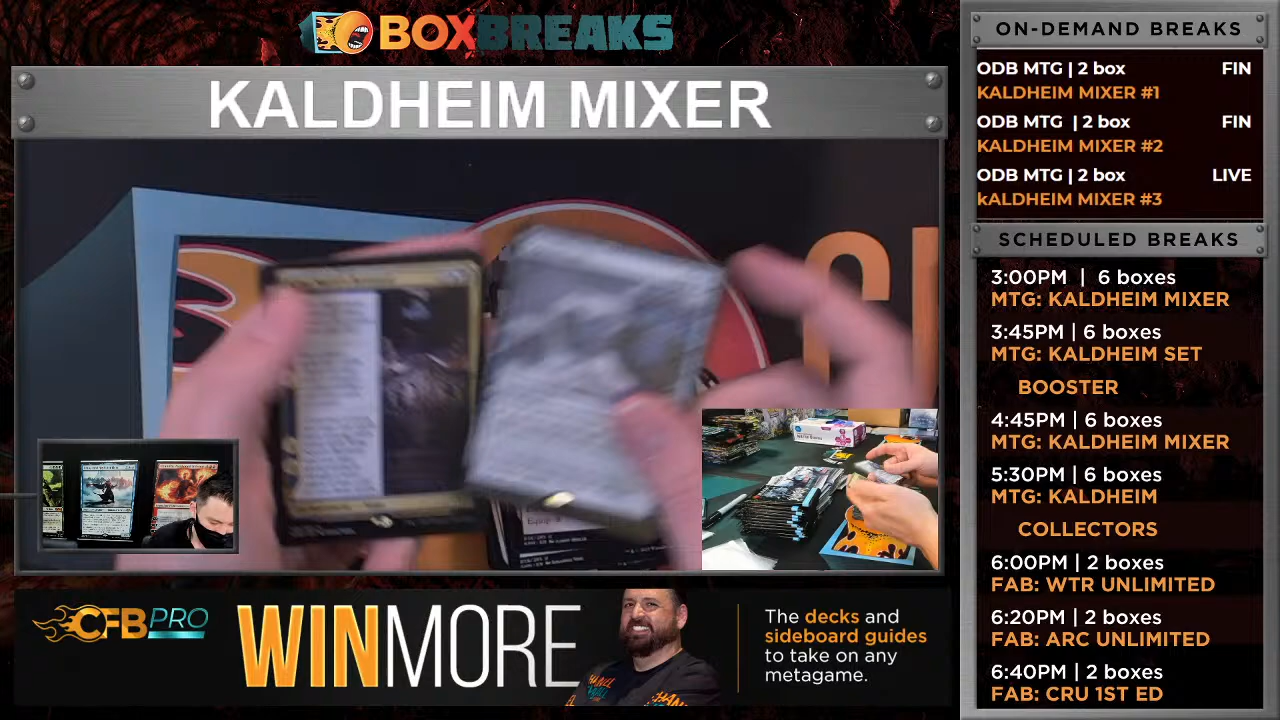 BOXBREAKS
KALDHEIM MIXER
ON-DEMAND BREAKS
ODB MTG | 2 box FIN
KALDHEIM MIXER #1
ODB MTG | 2 box FIN
KALDHEIM MIXER #2
ODB MTG | 2 box LIVE
kALDHEIM MIXER #3
SCHEDULED BREAKS
3:00PM | 6 boxes
MTG: KALDHEIM MIXER
3:45PM | 6 boxes
MTG: KALDHEIM SET
BOOSTER
4:45PM | 6 boxes
MTG: KALDHEIM MIXER
5:30PM | 6 boxes
MTG: KALDHEIM
COLLECTORS
6:00PM | 2 boxes
FAB: WTR UNLIMITED
6:20PM | 2 boxes
FAB: ARC UNLIMITED
6:40PM | 2 boxes
FAB: CRU 1ST ED
CFBPRO
WINMORE
The decks and
sideboard guides
to take on any
metagame.